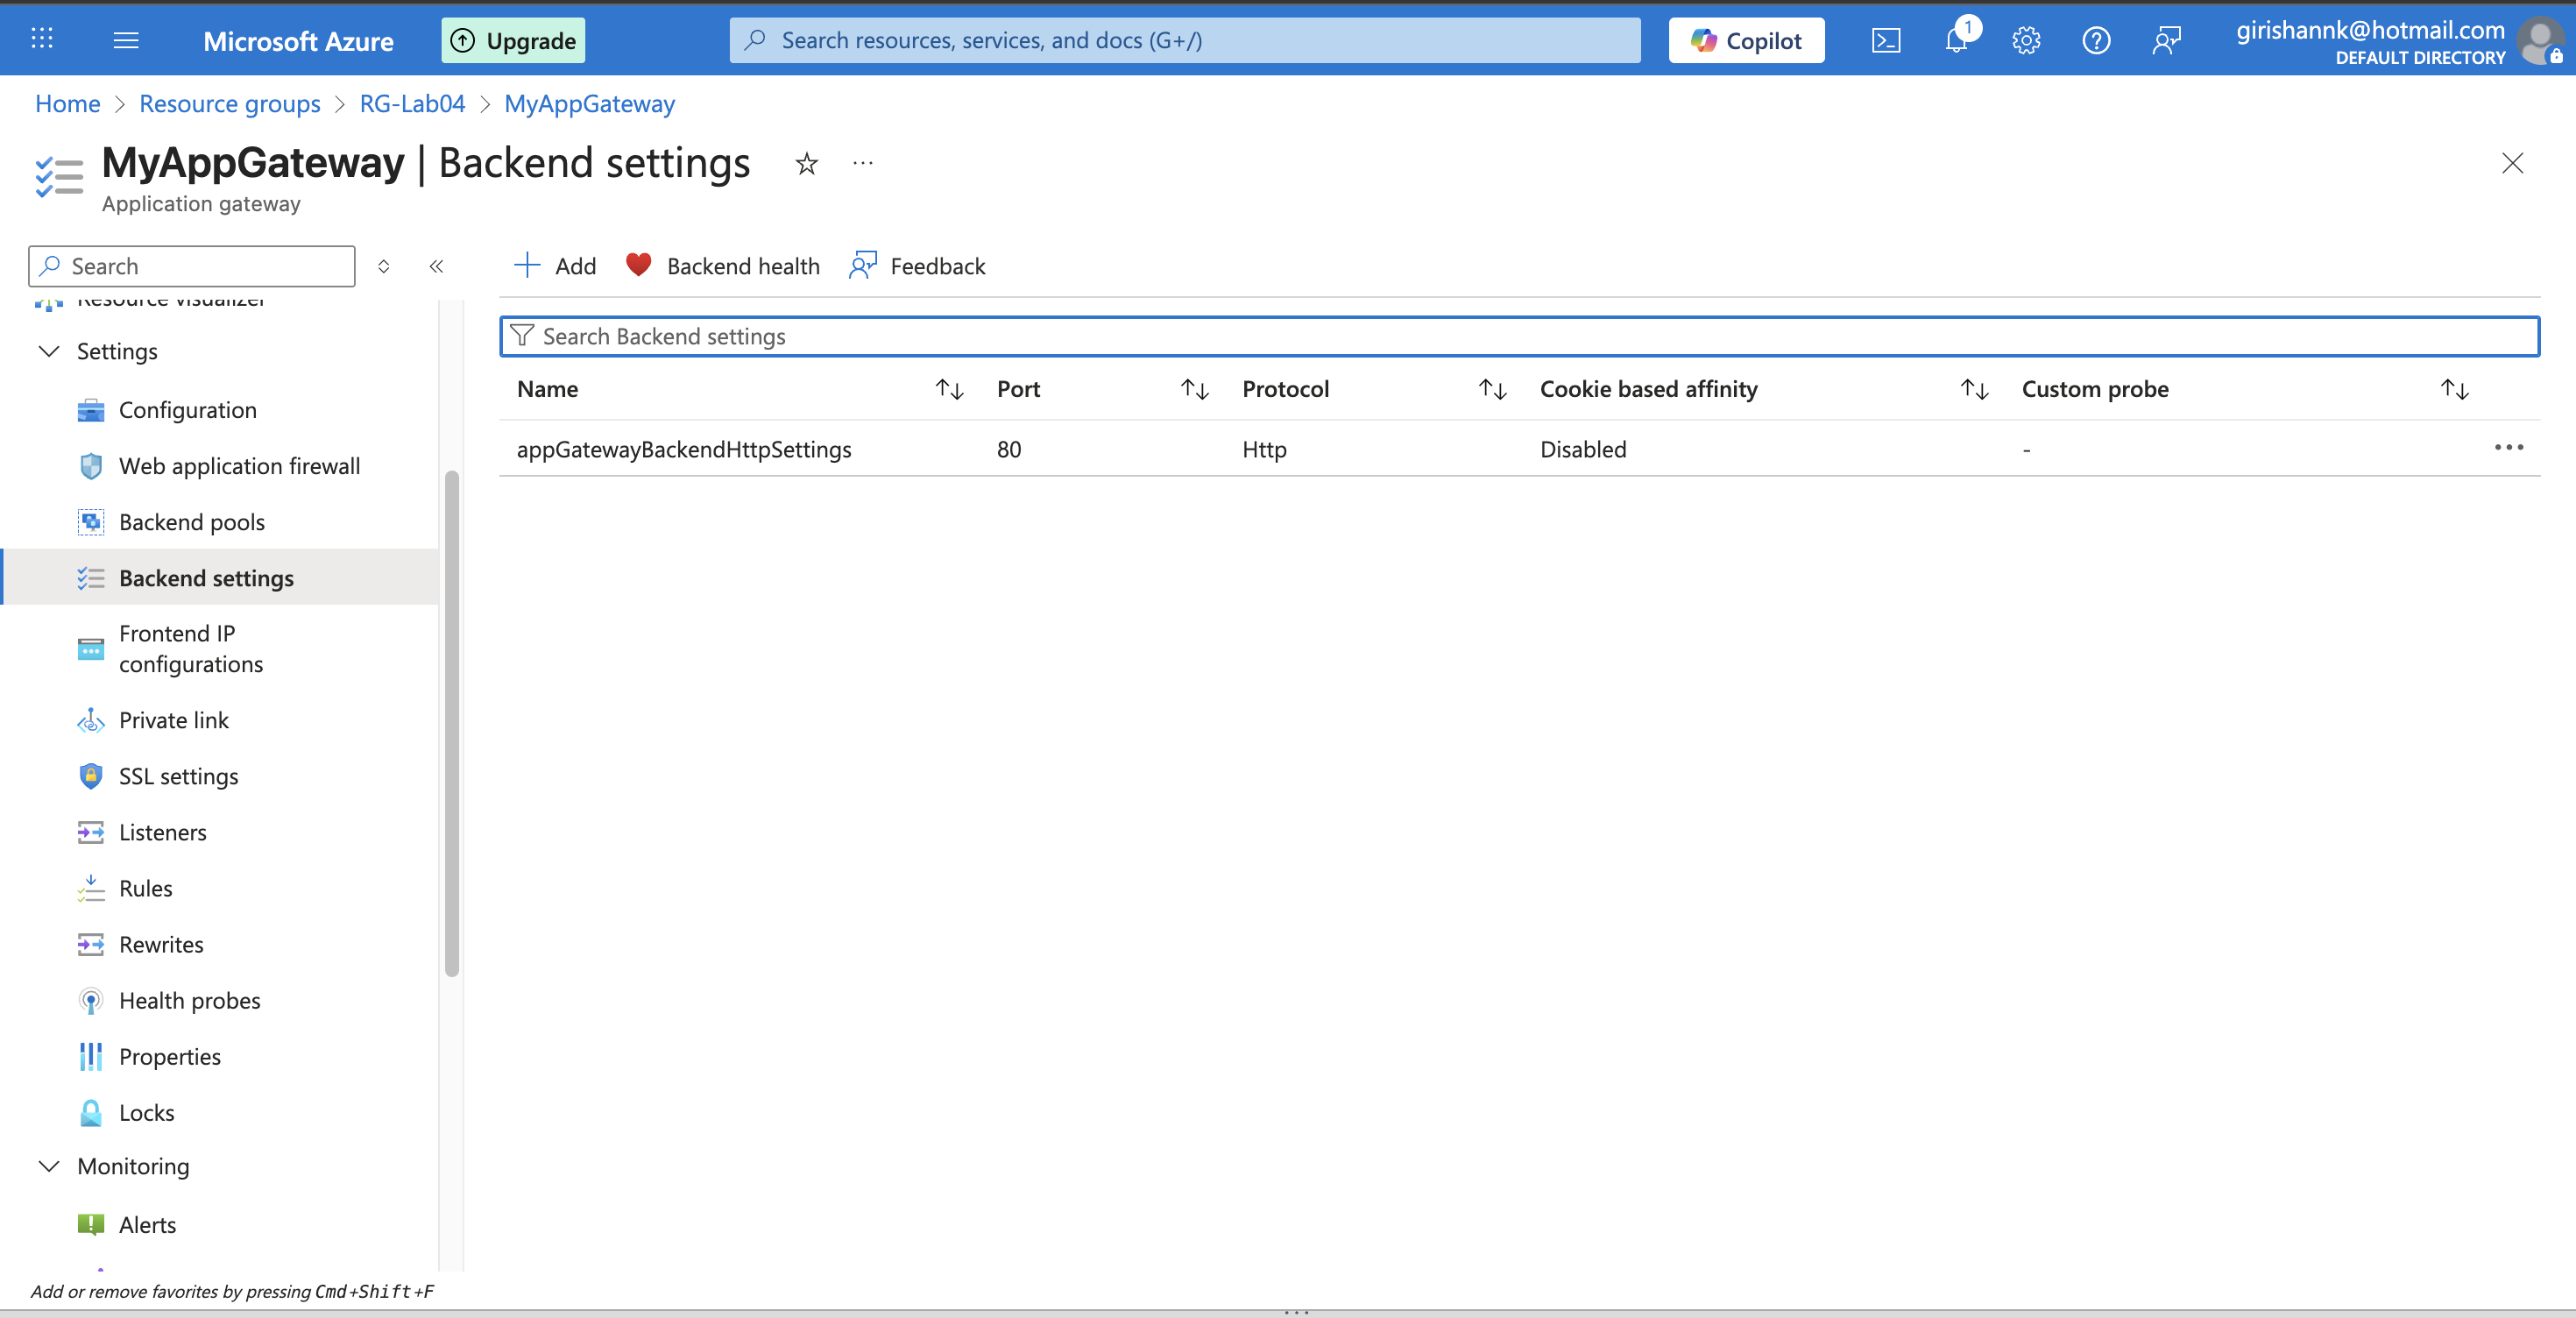 Microsoft Azure
Upgrade
Search resources, services, and docs (G+/)
Copilot
1
girishannk@hotmail.com
DEFAULT DIRECTORY
Home > Resource groups > RG-Lab04 > MyAppGateway
MyAppGateway | Backend settings
Application gateway
Search
Add
Backend health
Feedback
Resource visualizer
Settings
Configuration
Web application firewall
Backend pools
Backend settings
Frontend IP
configurations
Private link
SSL settings
Listeners
Rules
Rewrites
Health probes
Properties
Locks
Monitoring
Alerts
Add or remove favorites by pressing Cmd+Shift+F
Search Backend settings
Name Port Protocol Cookie based affinity Custom probe
appGatewayBackendHttpSettings 80 Http Disabled -